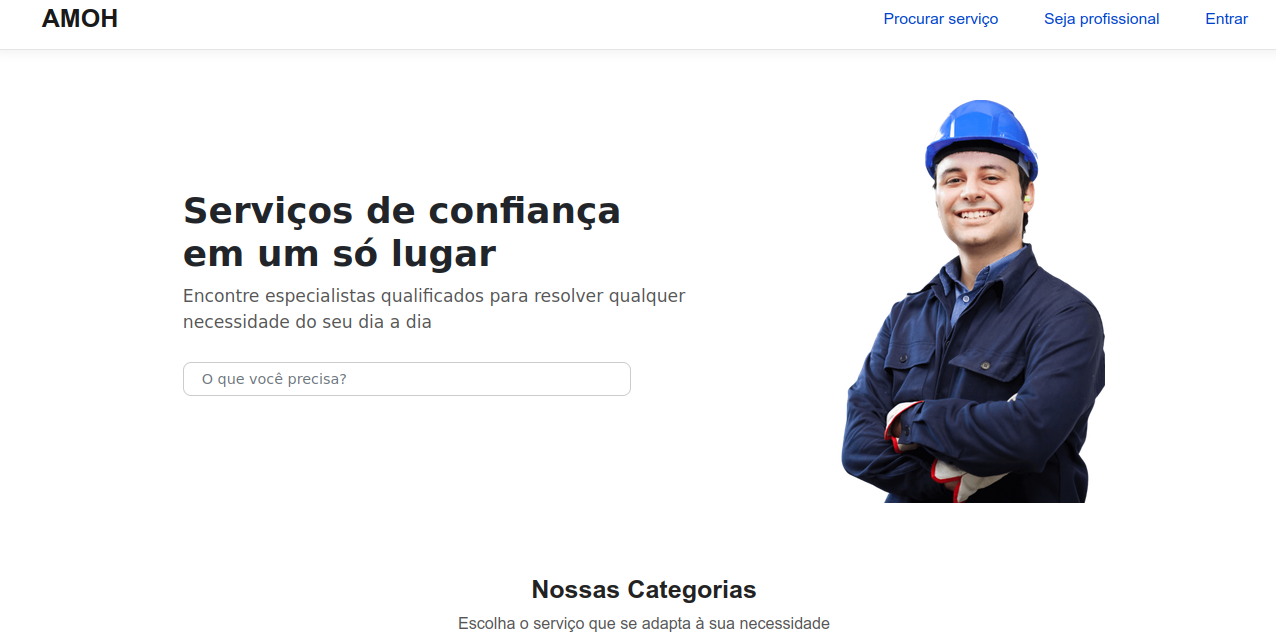 AMOH
Procurar serviço
Seja profissional
Entrar
Serviços de confiança
em um só lugar
Encontre especialistas qualificados para resolver qualquer
necessidade do seu dia a dia
O que você precisa?
Nossas Categorias
Escolha o serviço que se adapta à sua necessidade